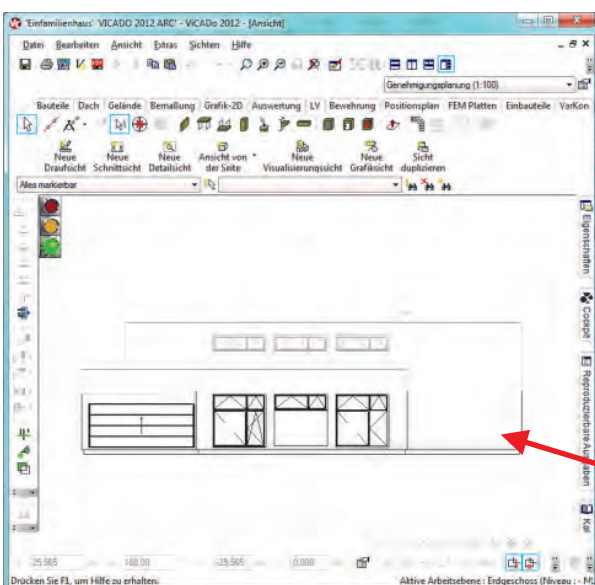 'Einfamilienhaus' VICADO 2012 ARC' - ViCADo 2012 - [Ansicht]
Datei Bearbeiten Ansicht Extras Sichten Hilfe
Genehmigungsplanung (1:100)
Bauteile Dach Gelände Bemaßung Grafik-2D Auswertung LV Bewehrung Positionsplan FEM Platten Einbauteile VarKon
Neue Draufsicht
Neue Schnittsicht
Neue Detailsicht
Ansicht von der Seite
Neue Visualisierungssicht
Neue Grafiksicht
Sicht duplizieren
Alles markierbar
Eigenschaften
Cockpit
Reproduzierbare Ausgaben
Kal
25.565 100.00 25.565 0.000
Drücken Sie F1, um Hilfe zu erhalten.
Aktive Arbeitsebene: Erdgeschoss (Niveau: -